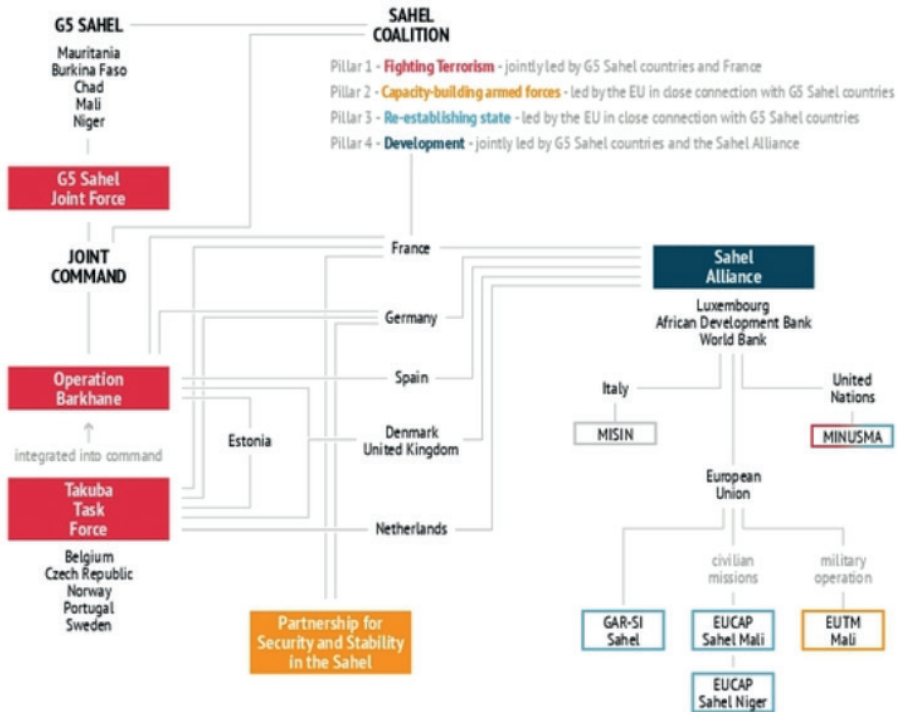 G5 SAHEL
Mauritania
Burkina Faso
Chad
Mali
Niger
SAHEL
COALITION
Pillar 1 - Fighting Terrorism - jointly led by G5 Sahel countries and France
Pillar 2 - Capacity-building armed forces - led by the EU in close connection with G5 Sahel countries
Pillar 3 - Re-establishing state - led by the EU in close connection with G5 Sahel countries
Pillar 4 - Development - jointly led by G5 Sahel countries and the Sahel Alliance
G5 Sahel
Joint Force
JOINT
COMMAND
France
Sahel
Alliance
Luxembourg
African Development Bank
World Bank
Germany
Operation
Barkhane
Spain
Italy
United
Nations
MISIN
MINUSMA
Estonia
Denmark
United Kingdom
integrated into command
European
Union
Takuba
Task
Force
Netherlands
Belgium
Czech Republic
Norway
Portugal
Sweden
civilian
missions
military
operation
Partnership for
Security and Stability
in the Sahel
GAR-SI
Sahel
EUCAP
Sahel Mali
EUTM
Mali
EUCAP
Sahel Niger